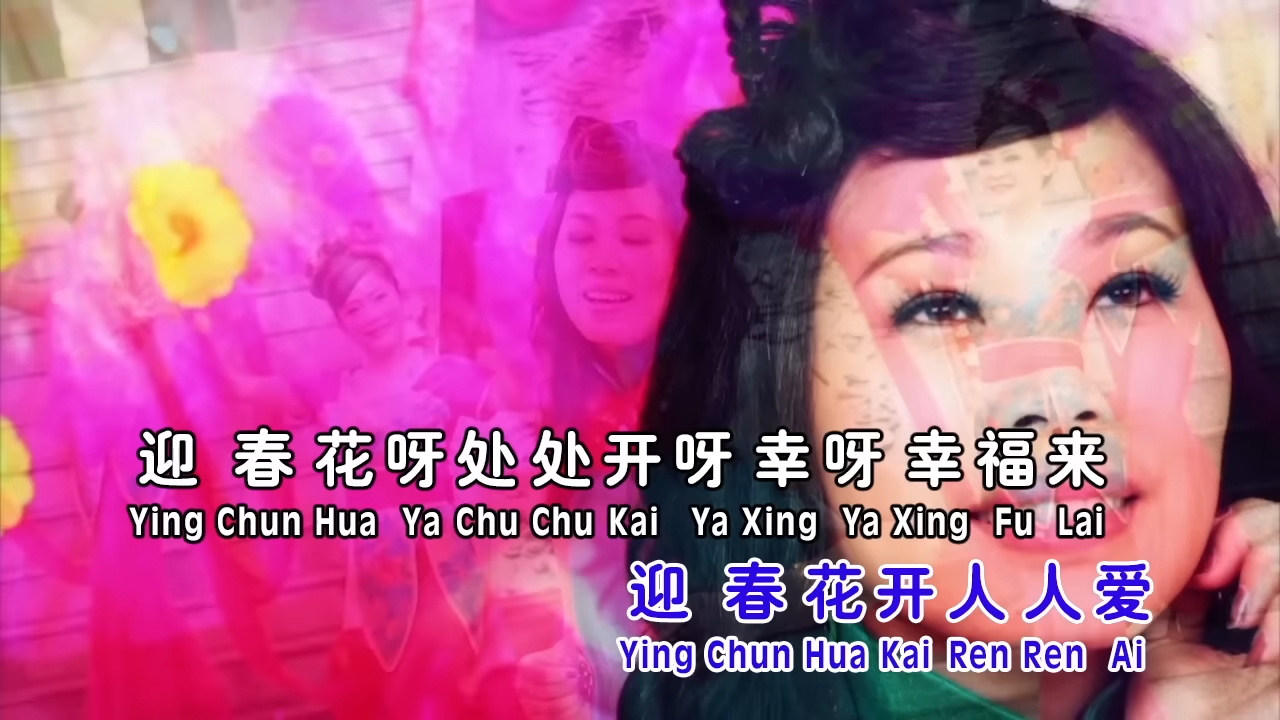 迎 春 花 呀 处 处 开 呀 幸 呀 幸 福 来
Ying Chun Hua Ya Chu Chu Kai Ya Xing Ya Xing Fu Lai
迎 春 花 开 人 人 爱
Ying Chun Hua Kai Ren Ren Ai